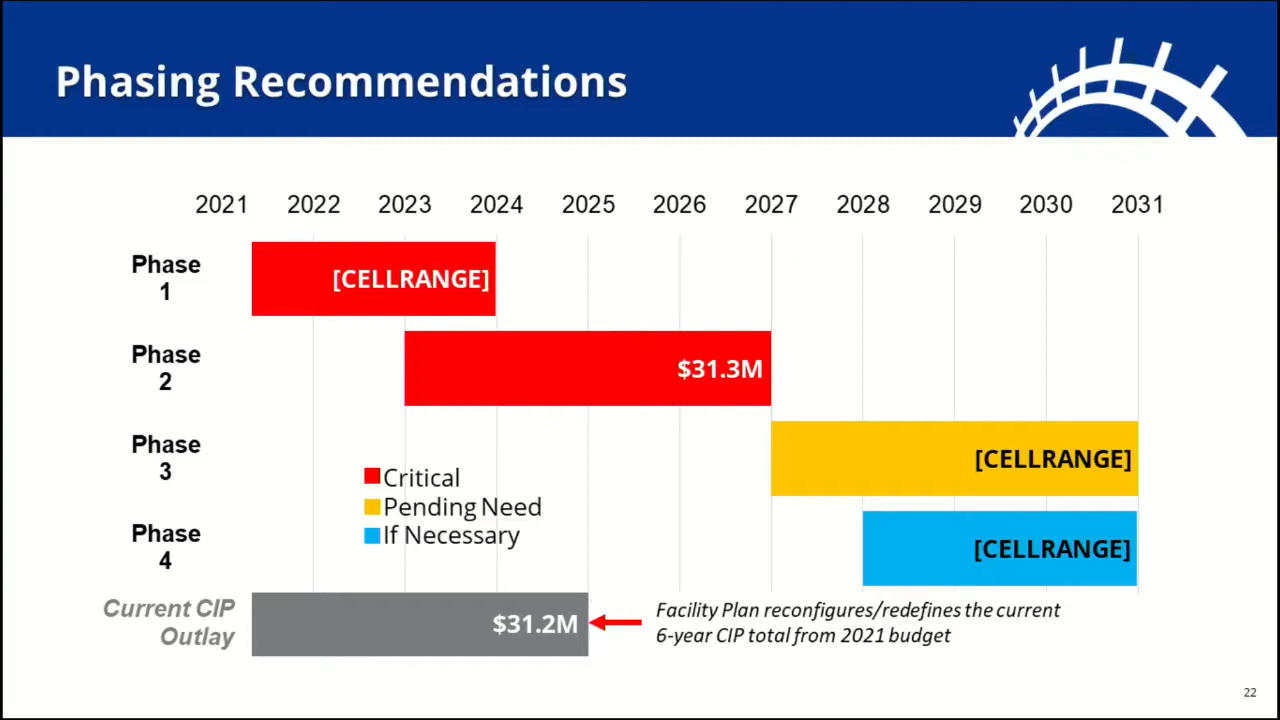 Phasing Recommendations
2021 2022 2023 2024 2025 2026 2027 2028 2029 2030 2031
Phase
1
[CELLRANGE]
Phase
2
$31.3M
Phase
3
[CELLRANGE]
Critical
Pending Need
If Necessary
Phase
4
[CELLRANGE]
Current CIP
Outlay
$31.2M
Facility Plan reconfigures/redefines the current
6-year CIP total from 2021 budget
22